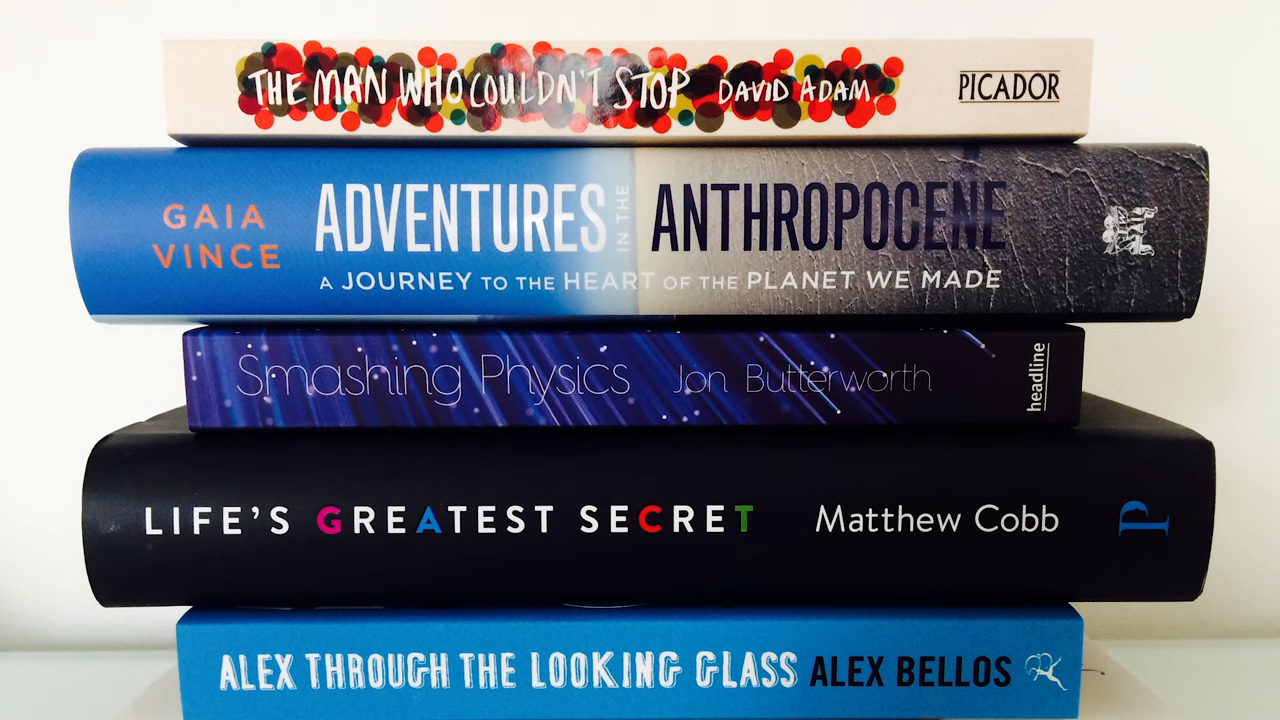 THE MAN WHO COULDN'T STOP DAVID ADAM PICADOR
GAIA VINCE
ADVENTURES IN THE ANTHROPOCENE
A JOURNEY TO THE HEART OF THE PLANET WE MADE
Smashing Physics Jon Butterworth headline
LIFE'S GREATEST SECRET Matthew Cobb P
ALEX THROUGH THE LOOKING GLASS ALEX BELLOS